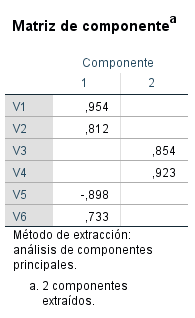 Matriz de componenteª
Componente
1 2
V1 ,954
V2 ,812
V3 ,854
V4 ,923
V5 -,898
V6 ,733
Método de extracción:
análisis de componentes
principales.
a. 2 componentes
extraídos.